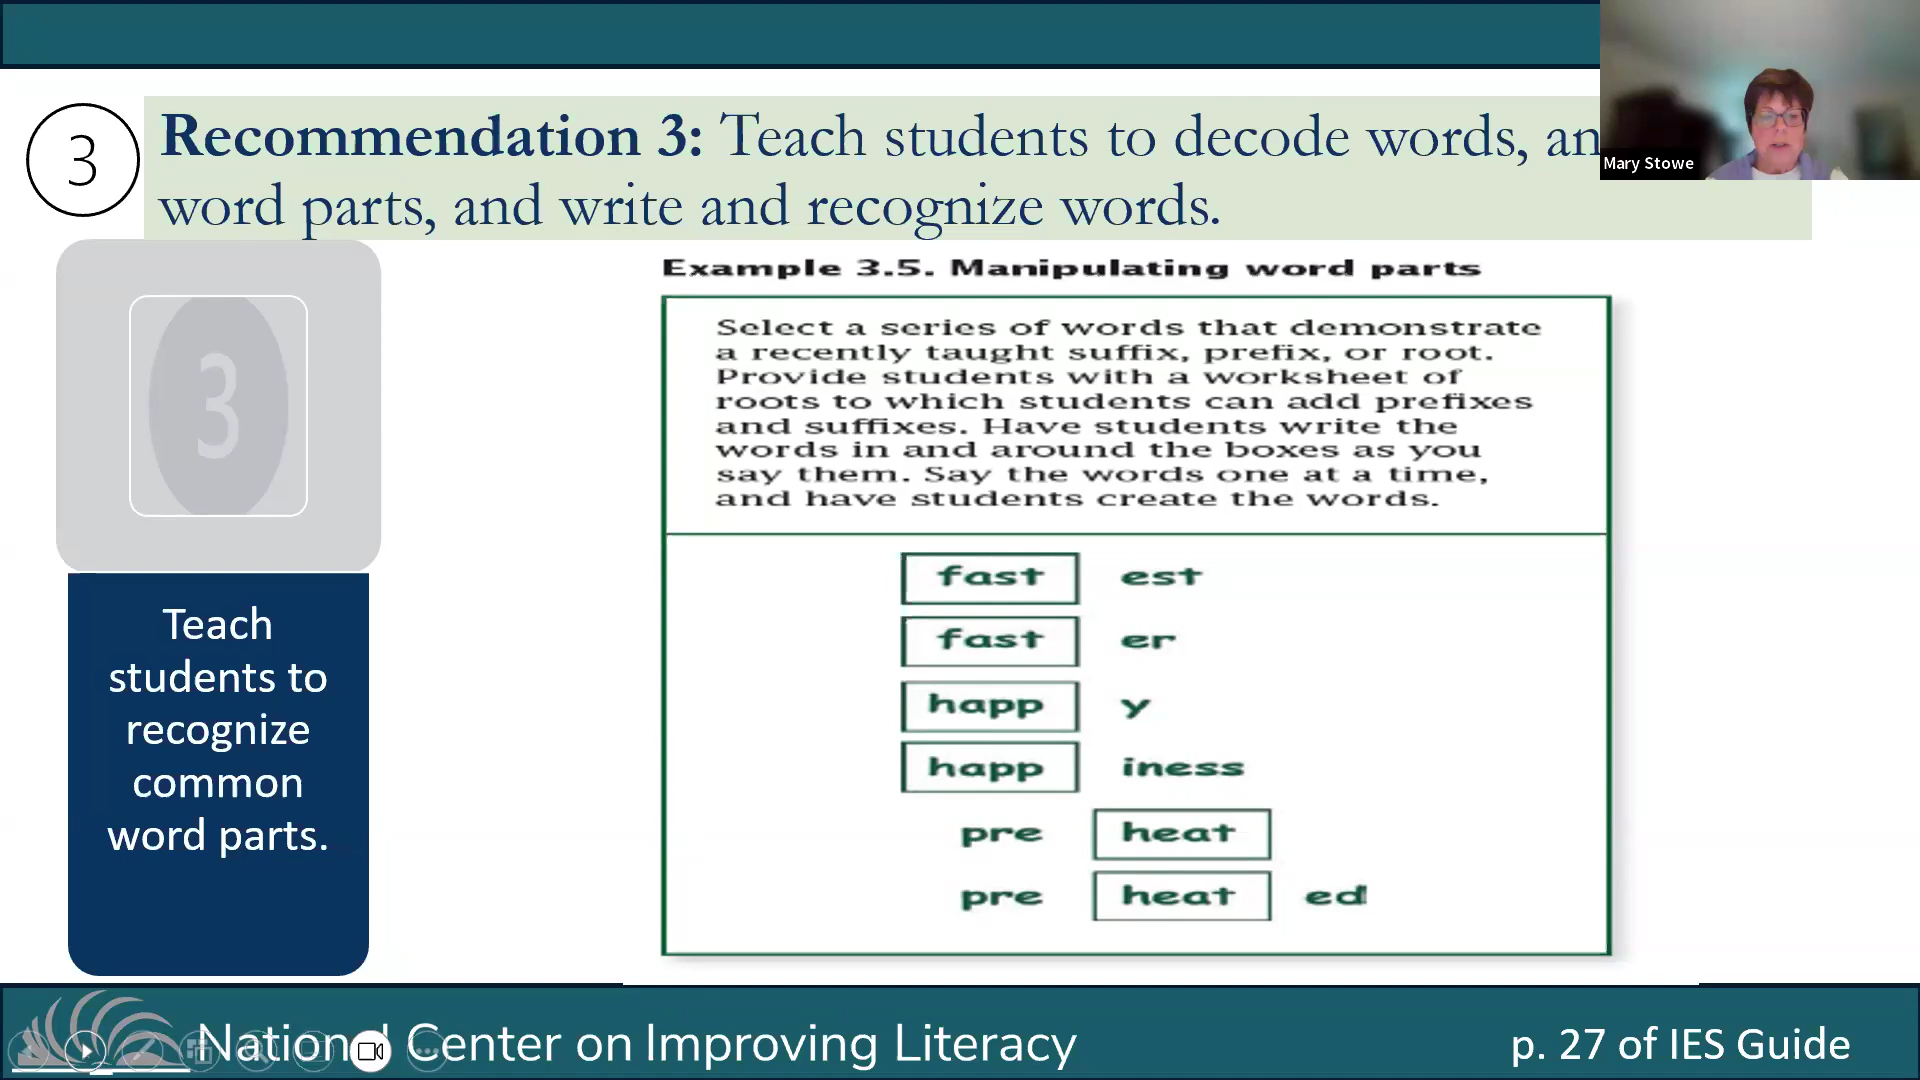 3
Recommendation 3: Teach students to decode words, an
word parts, and write and recognize words.
Mary Stowe
3
Teach
students to
recognize
common
word parts.
Example 3.5. Manipulating word parts
Select a series of words that demonstrate
a recently taught suffix, prefix, or root.
Provide students with a worksheet of
roots to which students can add prefixes
and suffixes. Have students write the
words in and around the boxes as you
say them. Say the words one at a time,
and have students create the words.
fast est
fast er
happ y
happ iness
pre heat
pre heat ed
National Center on Improving Literacy
p. 27 of IES Guide